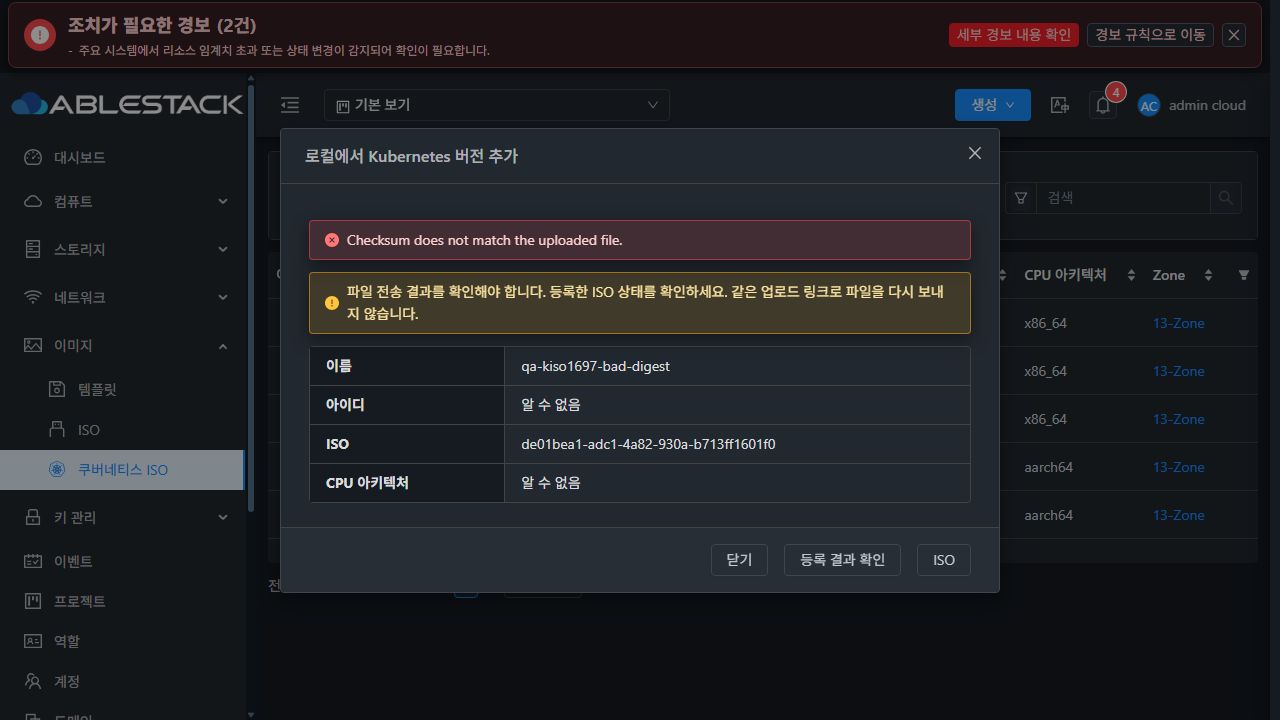 조치가 필요한 경보 (2건)
- 주요 시스템에서 리소스 임계치 초과 또는 상태 변경이 감지되어 확인이 필요합니다.
세부 경보 내용 확인
경보 규칙으로 이동
ABLESTACK
기본 보기
생성
4
AC
admin cloud
대시보드
컴퓨트
스토리지
네트워크
이미지
템플릿
ISO
쿠버네티스 ISO
키 관리
이벤트
프로젝트
역할
계정
도메인
로컬에서 Kubernetes 버전 추가
Checksum does not match the uploaded file.
파일 전송 결과를 확인해야 합니다. 등록한 ISO 상태를 확인하세요. 같은 업로드 링크로 파일을 다시 보내
지 않습니다.
이름 qa-kiso1697-bad-digest
아이디 알 수 없음
ISO de01bea1-adc1-4a82-930a-b713ff1601f0
CPU 아키텍처 알 수 없음
닫기
등록 결과 확인
ISO
검색
CPU 아키텍처 Zone
x86_64 13-Zone
x86_64 13-Zone
x86_64 13-Zone
aarch64 13-Zone
aarch64 13-Zone
전